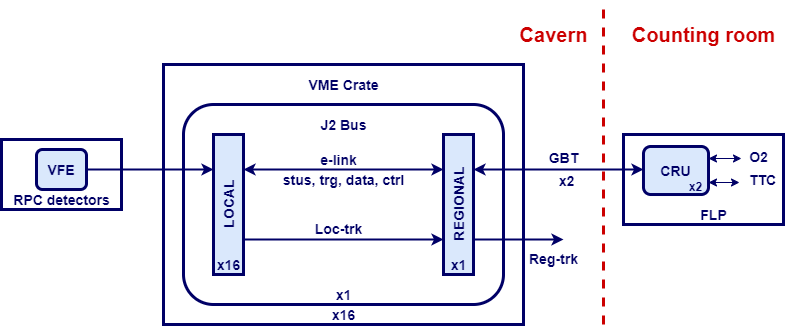 Cavern
Counting room
VME Crate
J2 Bus
VFE
RPC detectors
LOCAL
x16
e-link
stus, trg, data, ctrl
Loc-trk
REGIONAL
x1
GBT
x2
Reg-trk
CRU
x2
O2
TTC
FLP
x1
x16